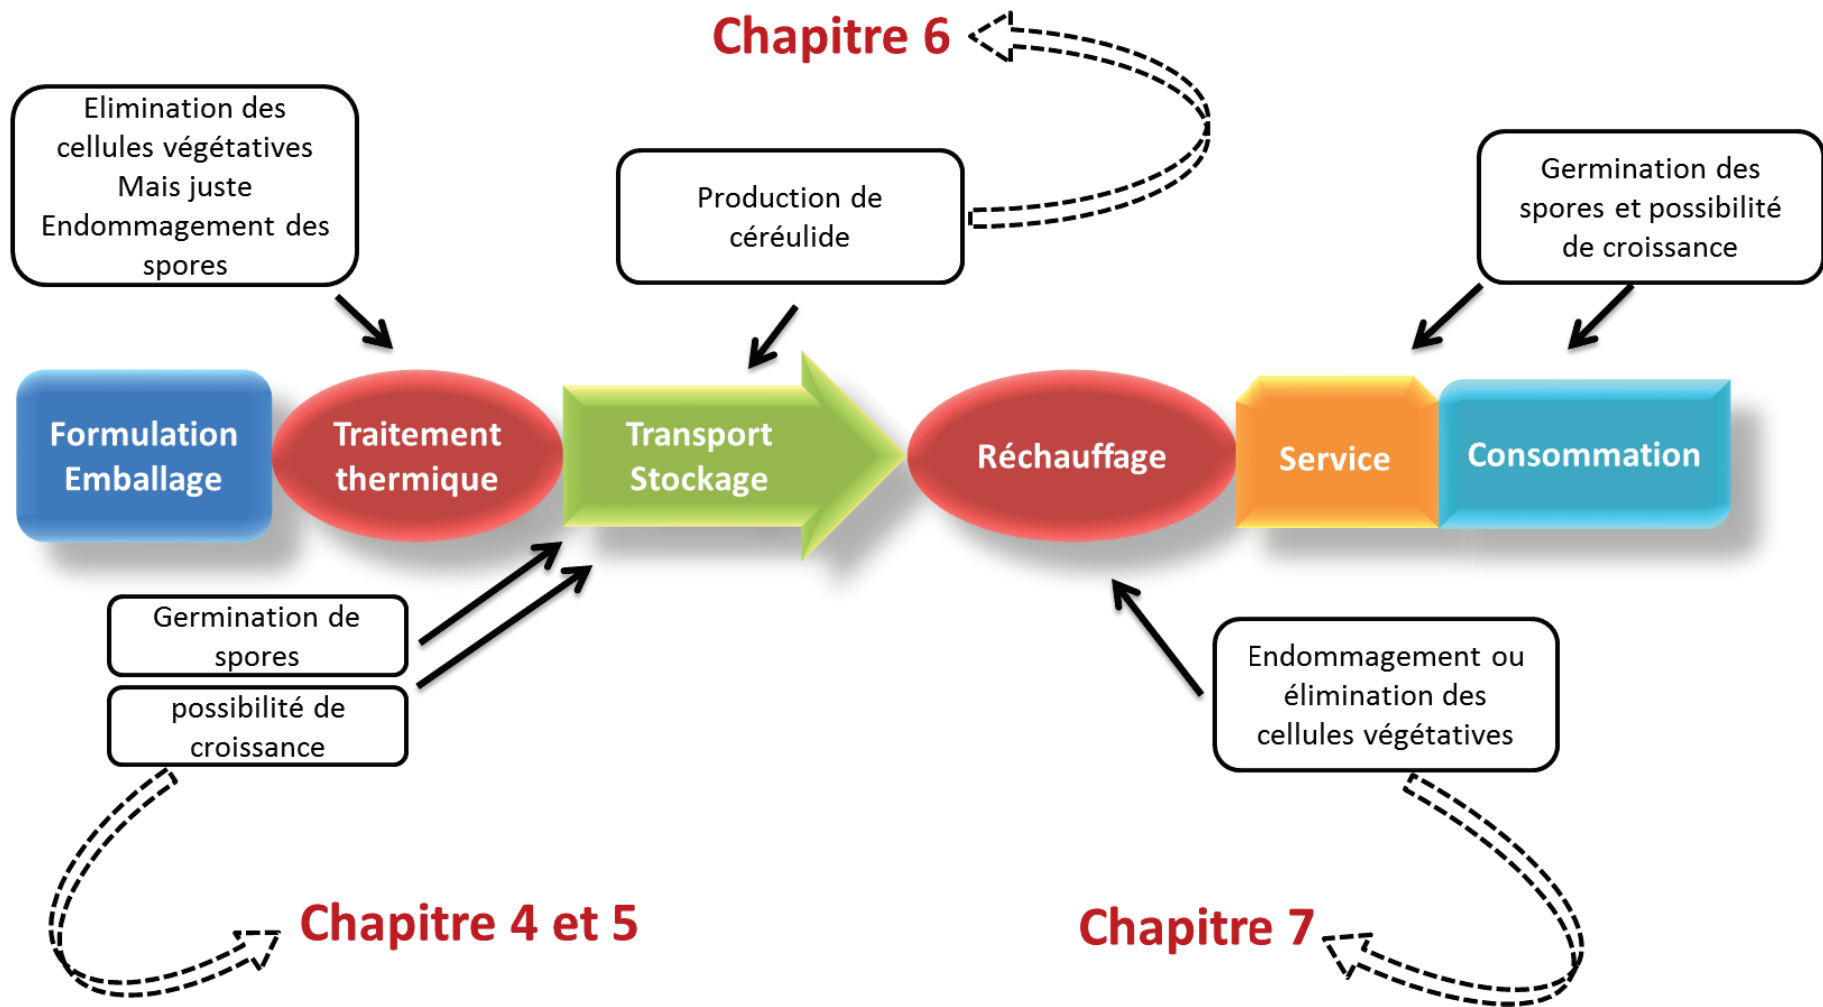 Chapitre 6
Elimination des
cellules végétatives
Mais juste
Endommagement des
spores
Production de
céréulide
Germination des
spores et possibilité
de croissance
Formulation
Emballage
Traitement
thermique
Transport
Stockage
Réchauffage
Service
Consommation
Germination de
spores
possibilité de
croissance
Endommagement ou
élimination des
cellules végétatives
Chapitre 4 et 5
Chapitre 7